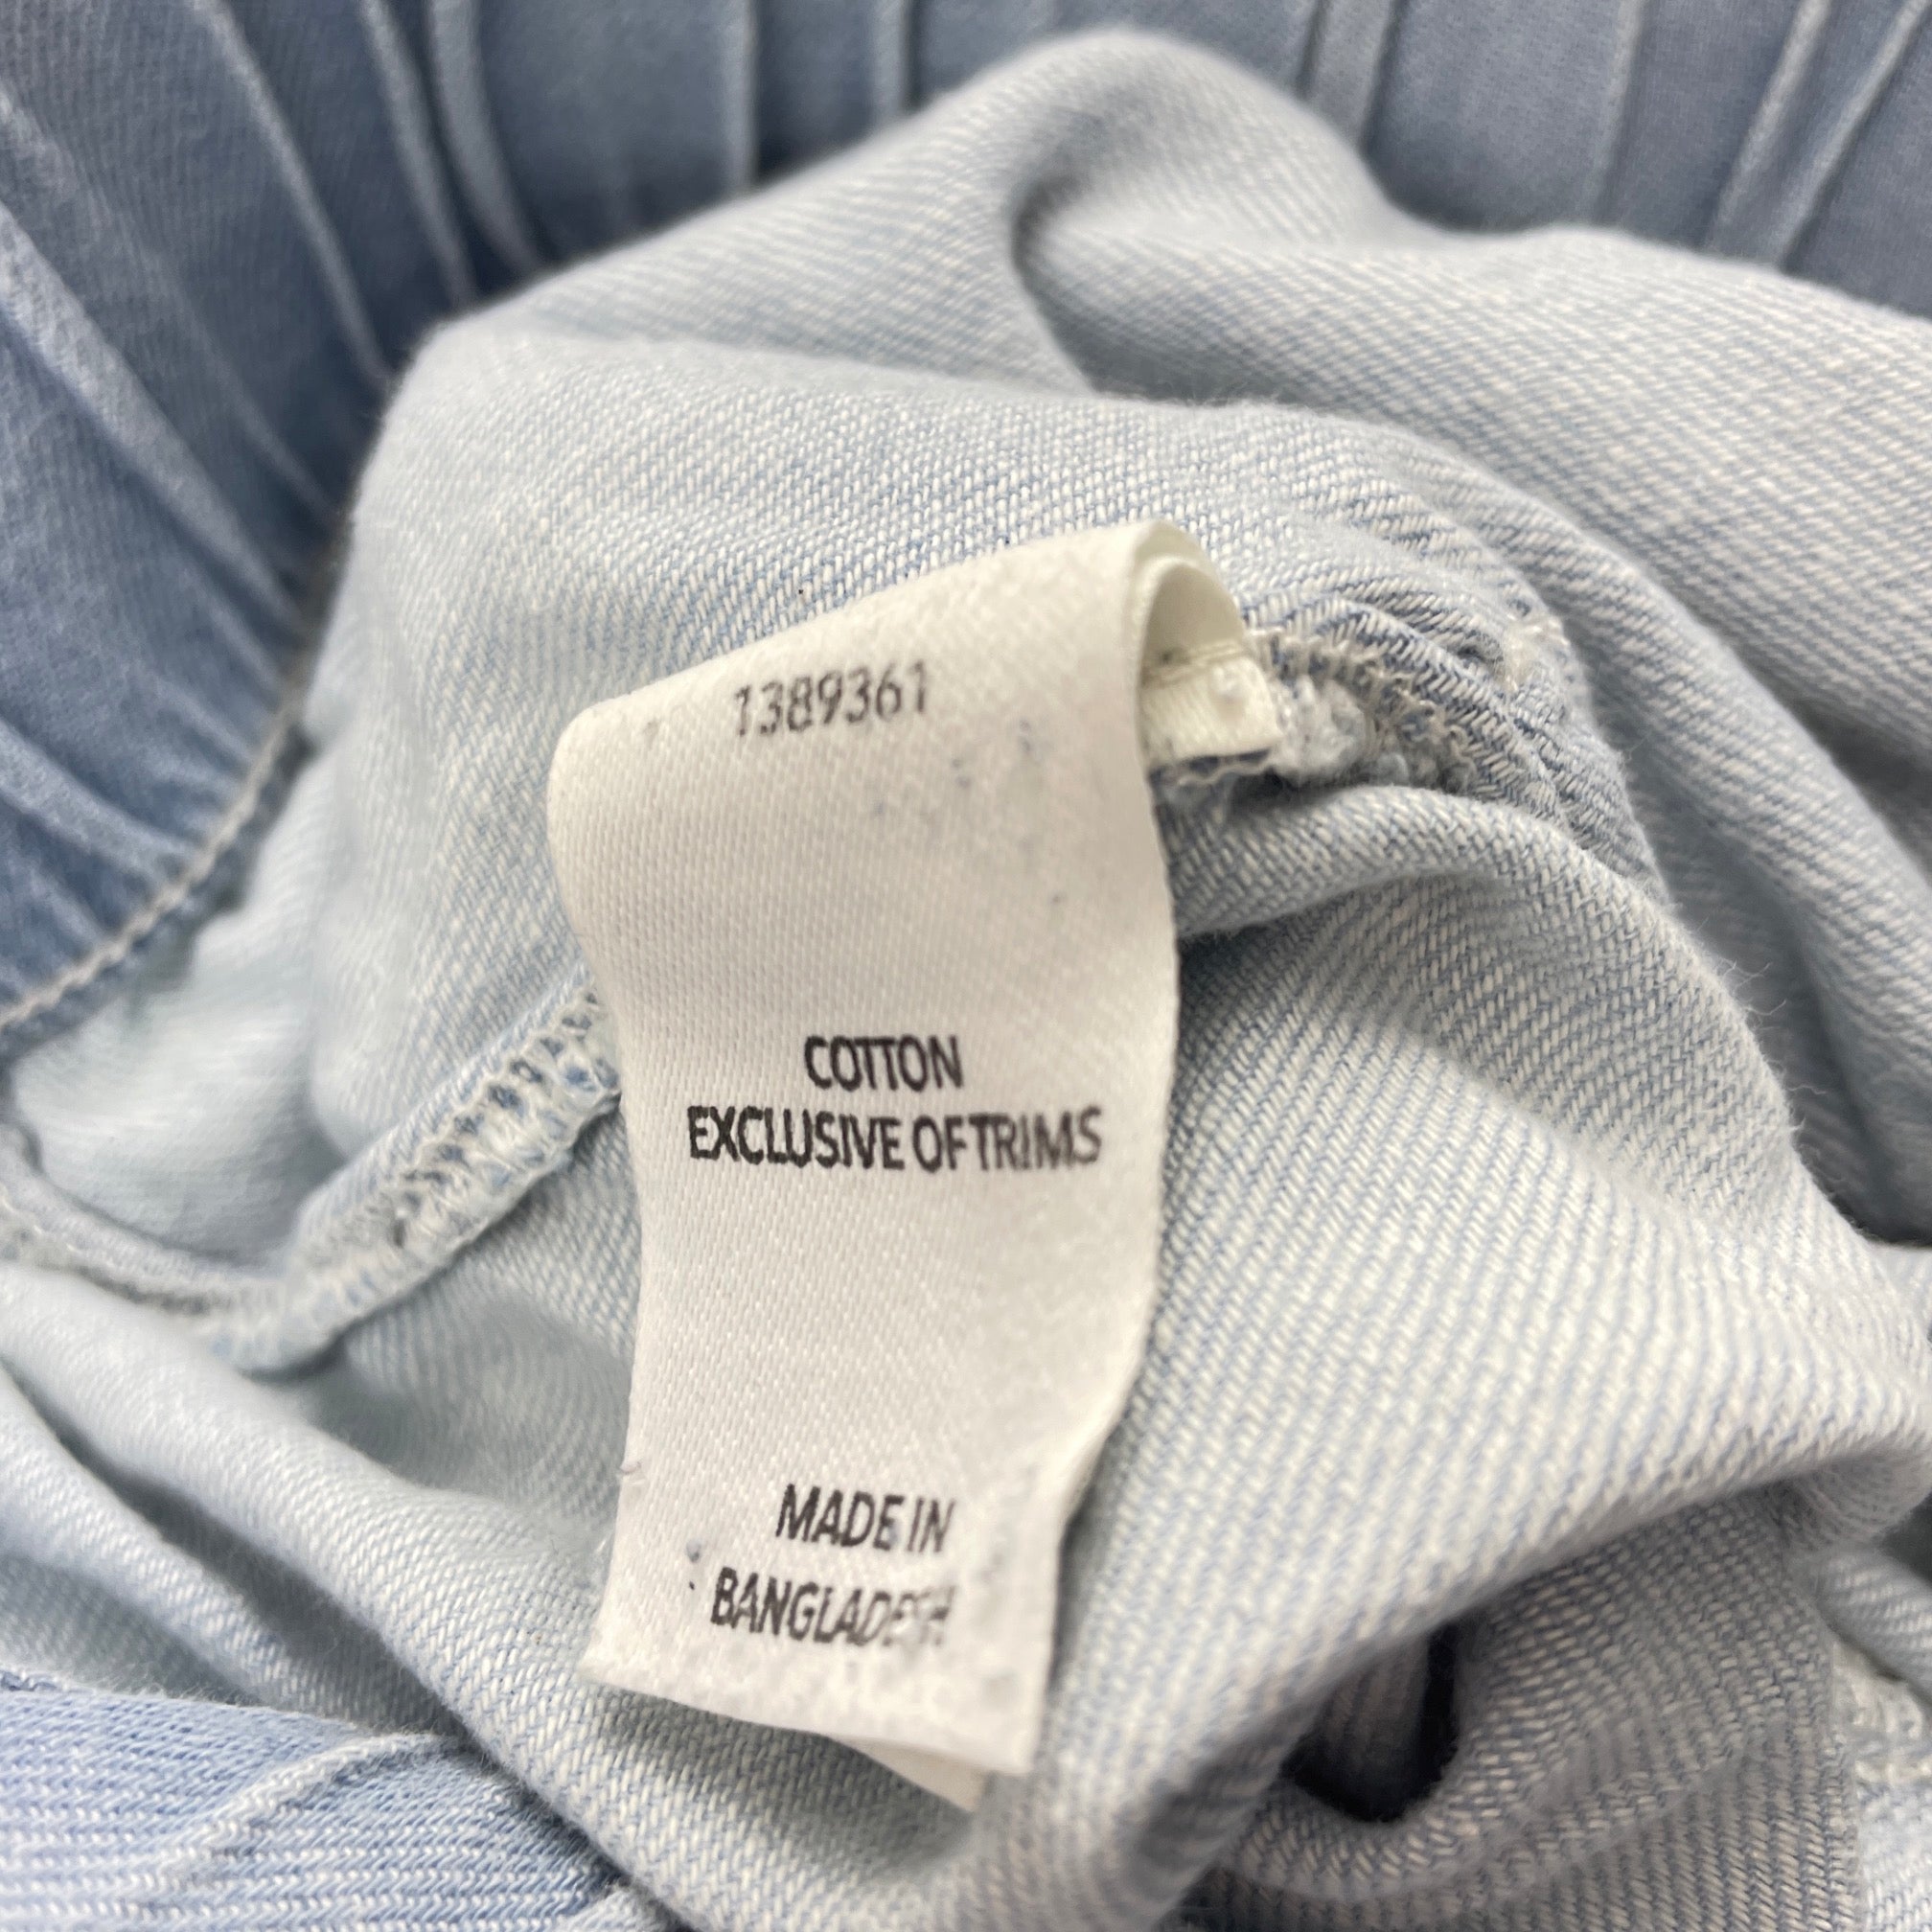 1389361
COTTON
EXCLUSIVE OF TRIMS
MADE IN
BANGLADESH